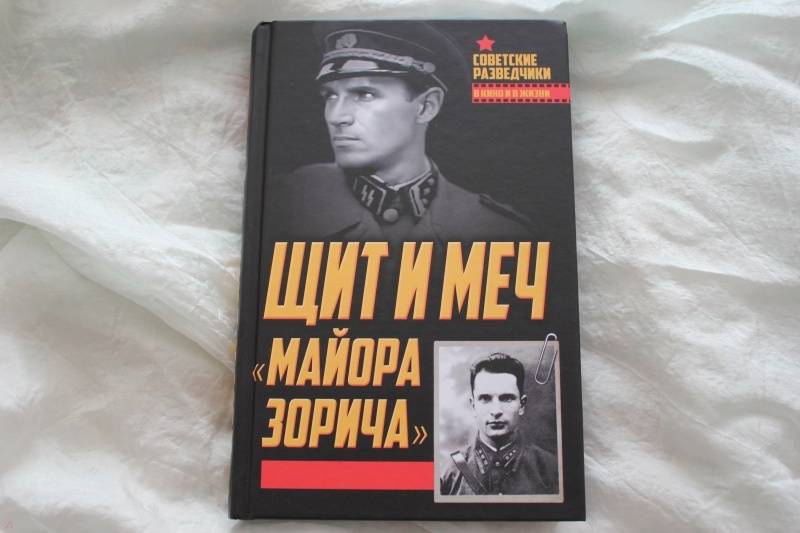 СОВЕТСКИЕ
РАЗВЕДЧИКИ
В КИНО И В ЖИЗНИ
ЩИТ И МЕЧ
«МАЙОРА
ЗОРИЧА»